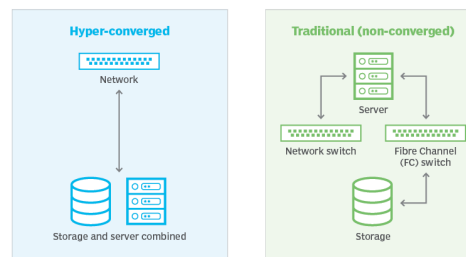 Hyper-converged
Network
Storage and server combined
Traditional (non-converged)
Server
Network switch
Fibre Channel
(FC) switch
Storage